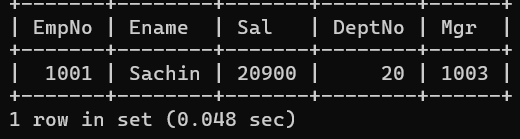 +-------+--------+-------+--------+------+
| EmpNo | Ename  | Sal   | DeptNo | Mgr  |
+-------+--------+-------+--------+------+
|  1001 | Sachin | 20900 |     20 | 1003 |
+-------+--------+-------+--------+------+
1 row in set (0.048 sec)